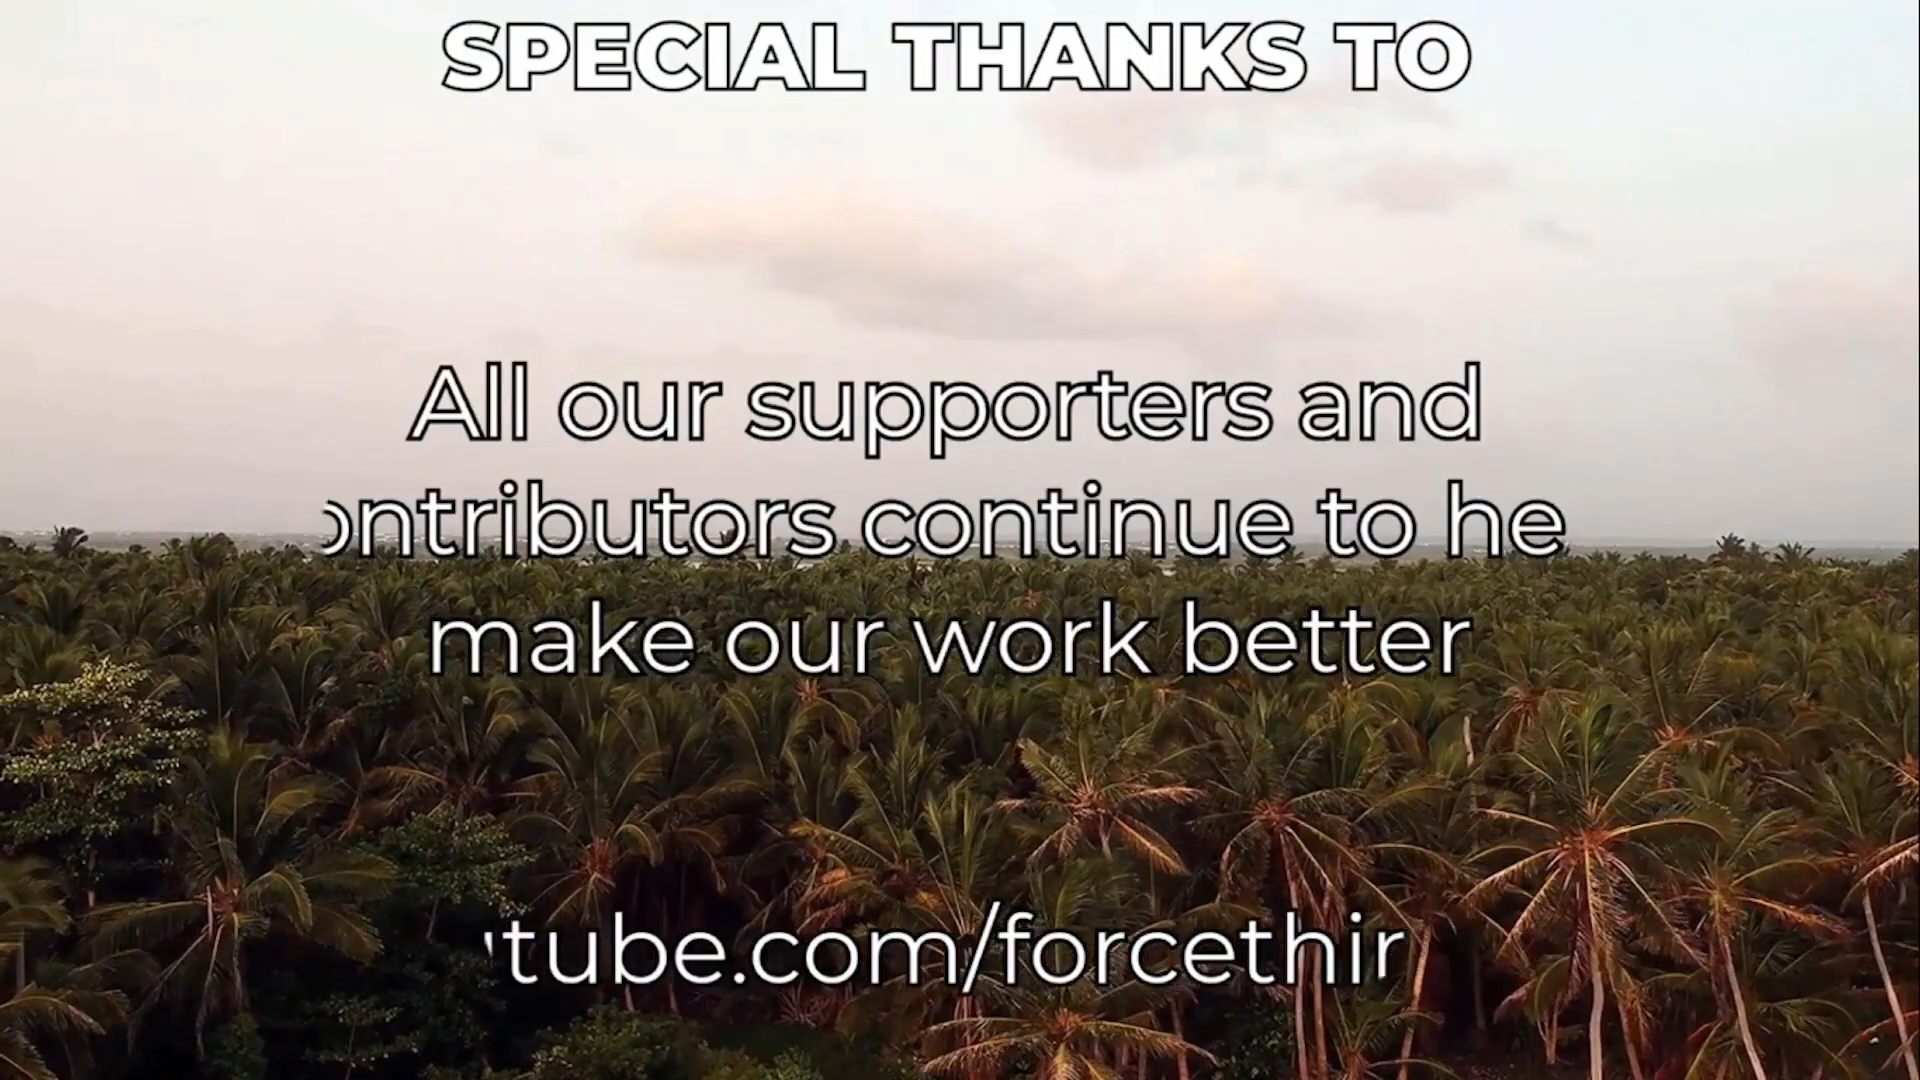 SPECIAL THANKS TO
All our supporters and
ontributors continue to he
make our work better
tube.com/forcethir